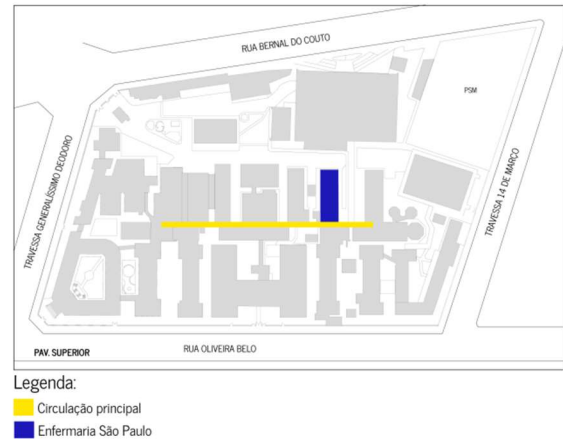 RUA BERNAL DO COUTO
PSM
TRAVESSA GENERALÍSSIMO DEODORO
TRAVESSA 14 DE MARÇO
PAV. SUPERIOR
RUA OLIVEIRA BELO
Legenda:
Circulação principal
Enfermaria São Paulo